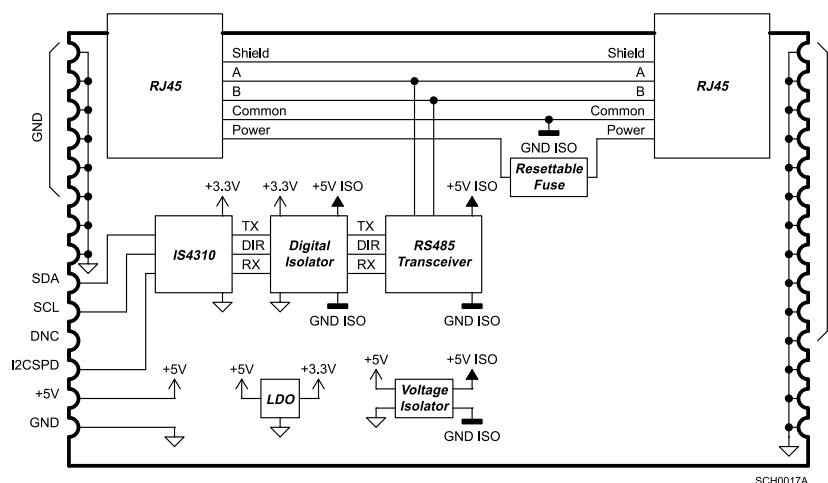 RJ45
Shield
A
B
Common
Power
Shield
A
B
Common
Power
RJ45
GND
GND ISO
Resettable
Fuse
+3.3V
+3.3V
+5V ISO
+5V ISO
IS4310
TX
DIR
RX
Digital
Isolator
TX
DIR
RX
RS485
Transceiver
GND ISO
GND ISO
SDA
SCL
DNC
I2CSPD
+5V
GND
+5V
+5V
LDO
+3.3V
+5V
Voltage
Isolator
+5V ISO
GND ISO
SCH0017A